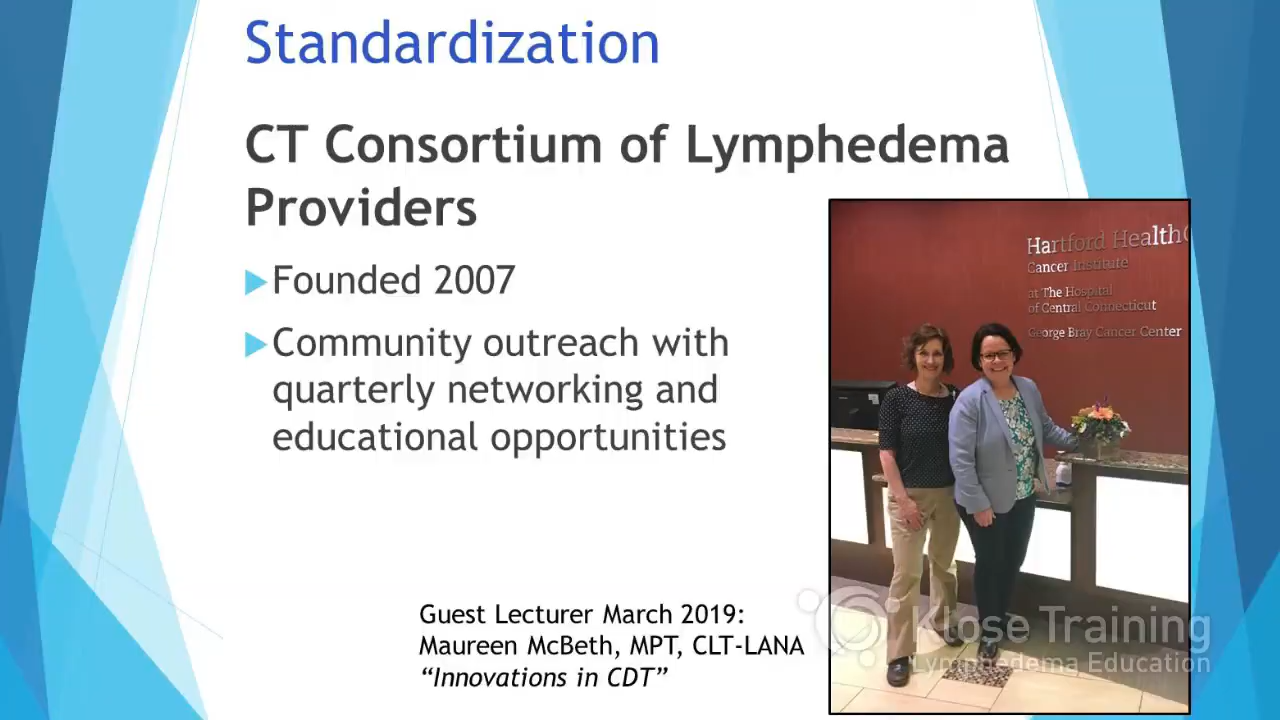 Standardization
CT Consortium of Lymphedema
Providers
Founded 2007
Community outreach with
quarterly networking and
educational opportunities
Hartford HealthC
Cancer Institute
at The Hospital
of Central Connecticut
George Bray Cancer Center
Guest Lecturer March 2019:
Maureen McBeth, MPT, CLT-LANA
“Innovations in CDT”
Klose Training
Lymphedema Education